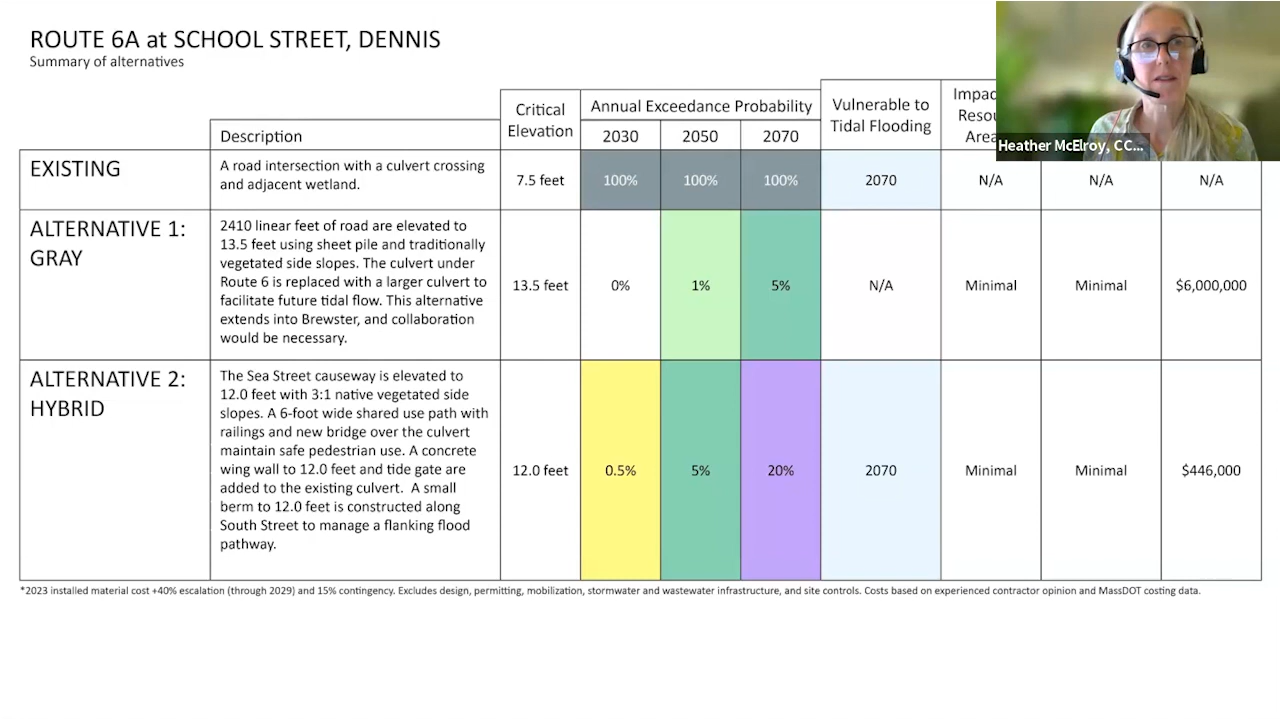 ROUTE 6A at SCHOOL STREET, DENNIS
Summary of alternatives
Description
Critical
Elevation
Annual Exceedance Probability
2030
2050
2070
Vulnerable to
Tidal Flooding
Heather McElroy, CC...
EXISTING
A road intersection with a culvert crossing
and adjacent wetland.
7.5 feet
100%
100%
100%
2070
N/A
N/A
N/A
ALTERNATIVE 1:
GRAY
2410 linear feet of road are elevated to
13.5 feet using sheet pile and traditionally
vegetated side slopes. The culvert under
Route 6 is replaced with a larger culvert to
facilitate future tidal flow. This alternative
extends into Brewster, and collaboration
would be necessary.
13.5 feet
0%
1%
5%
N/A
Minimal
Minimal
$6,000,000
ALTERNATIVE 2:
HYBRID
The Sea Street causeway is elevated to
12.0 feet with 3:1 native vegetated side
slopes. A 6-foot wide shared use path with
railings and new bridge over the culvert
maintain safe pedestrian use. A concrete
wing wall to 12.0 feet and tide gate are
added to the existing culvert. A small
berm to 12.0 feet is constructed along
South Street to manage a flanking flood
pathway.
12.0 feet
0.5%
5%
20%
2070
Minimal
Minimal
$446,000
*2023 installed material cost +40% escalation (through 2029) and 15% contingency. Excludes design, permitting, mobilization, stormwater and wastewater infrastructure, and site controls. Costs based on experienced contractor opinion and MassDOT costing data.